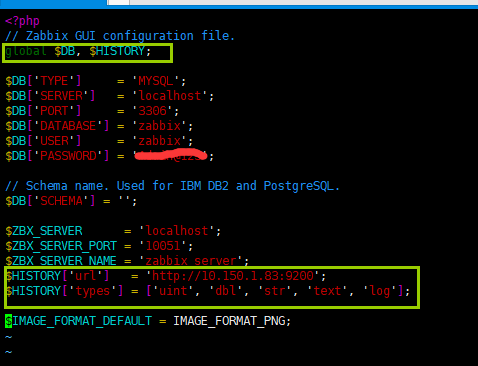 <?php
// Zabbix GUI configuration file.
global $DB, $HISTORY;
$DB['TYPE'] = 'MYSQL';
$DB['SERVER'] = 'localhost';
$DB['PORT'] = '3306';
$DB['DATABASE'] = 'zabbix';
$DB['USER'] = 'zabbix';
$DB['PASSWORD'] = '
// Schema name. Used for IBM DB2 and PostgreSQL.
$DB['SCHEMA'] = '';
$ZBX_SERVER = 'localhost';
$ZBX_SERVER_PORT = '10051';
$ZBX_SERVER_NAME = 'zabbix server';
$HISTORY['url'] = 'http://10.150.1.83:9200';
$HISTORY['types'] = ['uint', 'dbl', 'str', 'text', 'log'];
$IMAGE_FORMAT_DEFAULT = IMAGE_FORMAT_PNG;
~
~